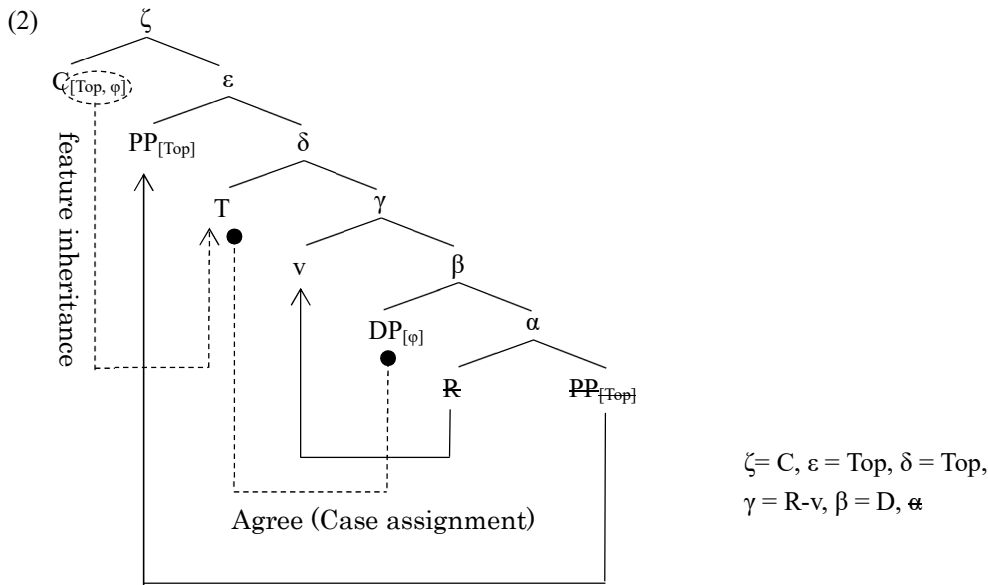 (2)
ζ
C[Top, φ]
ε
PP[Top]
δ
feature inheritance
T
γ
v
β
DP[φ]
α
R
PP[Top]
ζ= C, ε = Top, δ = Top,
γ = R-v, β = D, α
Agree (Case assignment)